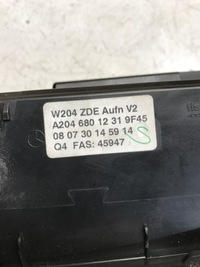 W204 ZDE Aufn V2
A204 680 12 31 9F45
08 07 30 14 59 14
Q4 FAS: 45947